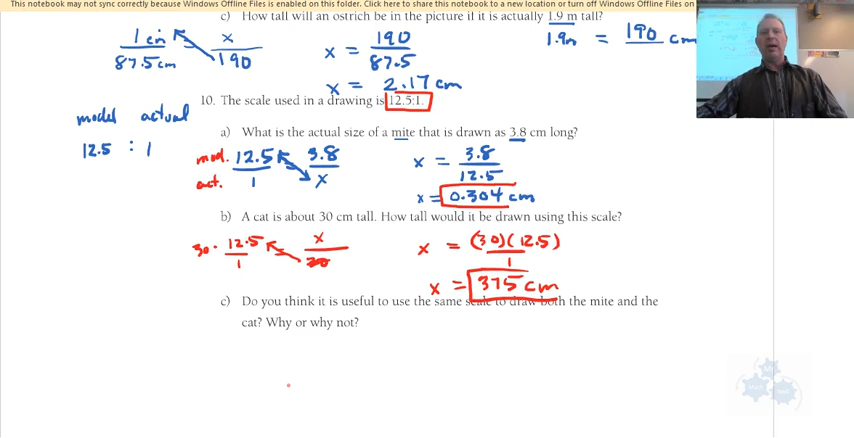 This notebook may not sync correctly because Windows Offline Files is enabled on this folder. Click here to share this notebook to a new location or turn off Windows Offline Files on
c) How tall will an ostrich be in the picture if it is actually 1.9 m tall?
1 cm / 87.5 cm x / 190 x = 190 / 87.5 1.9m = 190 cm
x = 2.17 cm
10. The scale used in a drawing is 12.5:1.
model actual
12.5 : 1
a) What is the actual size of a mite that is drawn as 3.8 cm long?
mod. 12.5 3.8 x = 3.8 / 12.5
act. 1 x x = 0.304 cm
b) A cat is about 30 cm tall. How tall would it be drawn using this scale?
30 · 12.5 / 1 x / 30 x = (30)(12.5) / 1
x = 375 cm
c) Do you think it is useful to use the same scale to draw both the mite and the
cat? Why or why not?